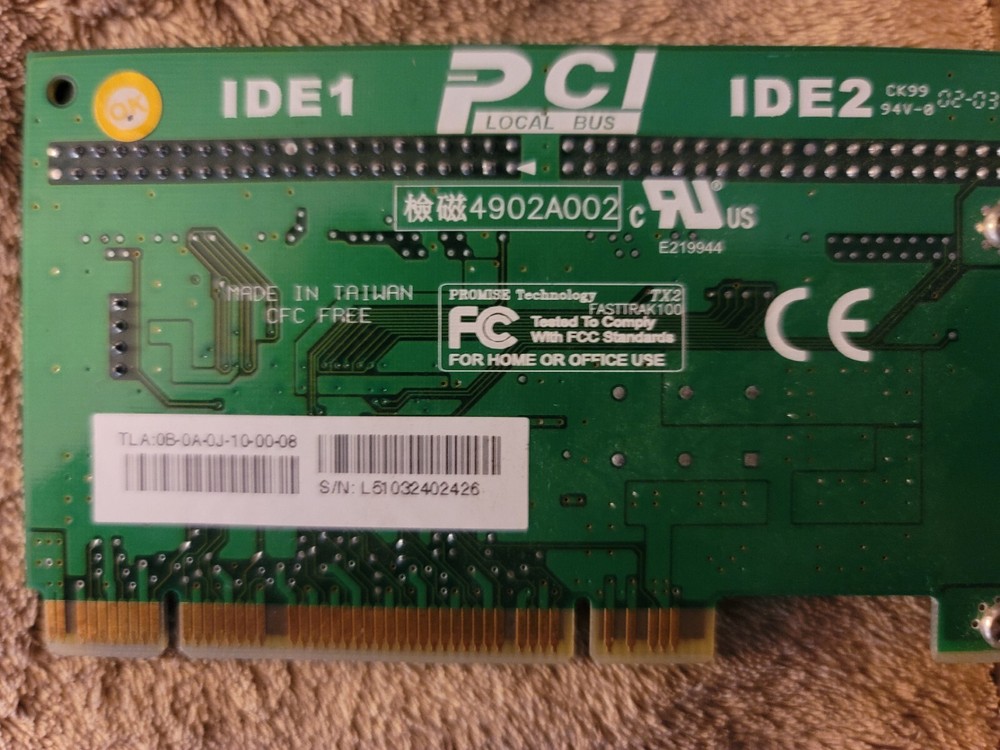 OK
IDE1
PCI
LOCAL BUS
IDE2
CK99
94V-0
02-03
檢磁4902A002
C RU® US
E219944
MADE IN TAIWAN
CFC FREE
PROMISE Technology TX2
FASTTRAK100
FC
Tested To Comply
With FCC Standards
FOR HOME OR OFFICE USE
CE
TLA:0B-0A-0J-10-00-08
S/N: L51032402426